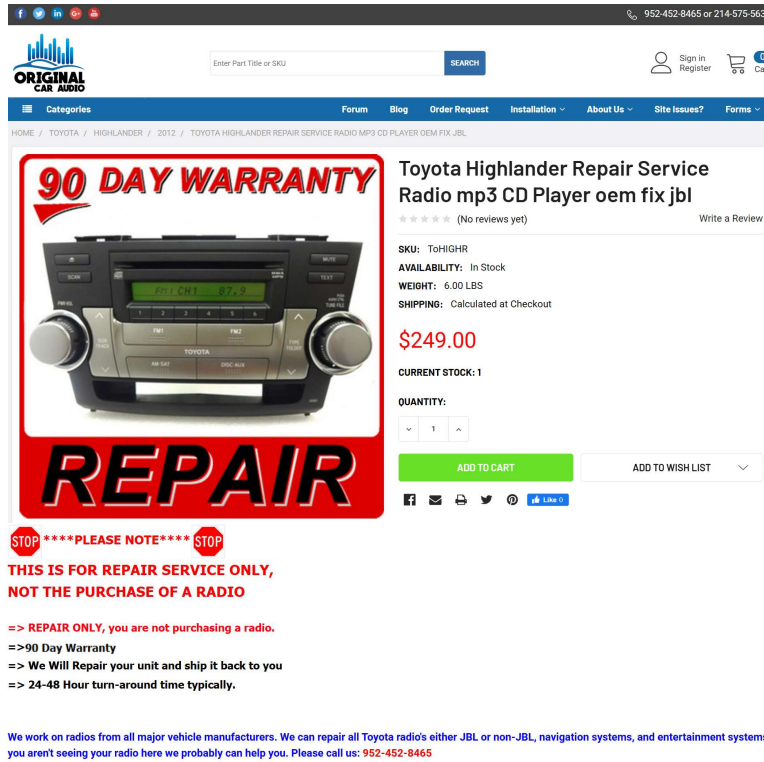 952-452-8465 or 214-575-563
ORIGINAL
CAR AUDIO
Enter Part Title or SKU
SEARCH
Sign in
Register
Categories
Forum Blog Order Request Installation About Us Site Issues? Forms
HOME / TOYOTA / HIGHLANDER / 2012 / TOYOTA HIGHLANDER REPAIR SERVICE RADIO MP3 CD PLAYER OEM FIX JBL
90 DAY WARRANTY
SCAN
MUTE
TEXT
FM1 CH1 87.9
1 2 3 4 5 6
FM1 FM2
TOYOTA
AM·SAT DISC·AUX
REPAIR
Toyota Highlander Repair Service
Radio mp3 CD Player oem fix jbl
(No reviews yet)
Write a Review
SKU: ToHIGHR
AVAILABILITY: In Stock
WEIGHT: 6.00 LBS
SHIPPING: Calculated at Checkout
$249.00
CURRENT STOCK: 1
QUANTITY:
1
ADD TO CART
ADD TO WISH LIST
Like 0
STOP ****PLEASE NOTE**** STOP
THIS IS FOR REPAIR SERVICE ONLY,
NOT THE PURCHASE OF A RADIO
=> REPAIR ONLY, you are not purchasing a radio.
=>90 Day Warranty
=> We Will Repair your unit and ship it back to you
=> 24-48 Hour turn-around time typically.
We work on radios from all major vehicle manufacturers. We can repair all Toyota radio's either JBL or non-JBL, navigation systems, and entertainment systems
you aren't seeing your radio here we probably can help you. Please call us: 952-452-8465